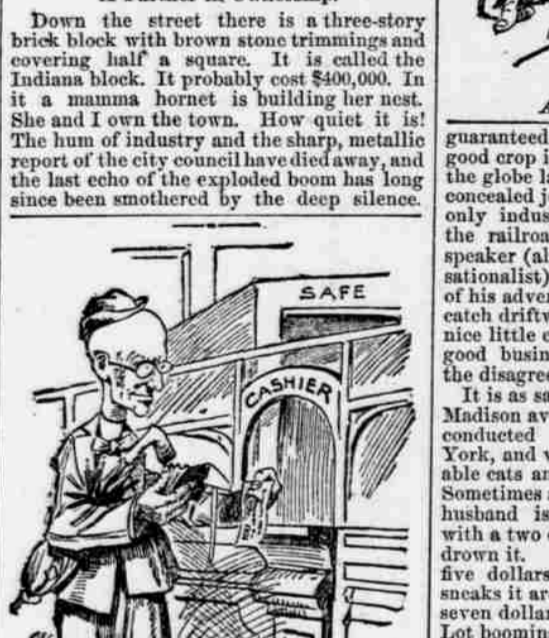 Down the street there is a three-story
brick block with brown stone trimmings and
covering half a square. It is called the
Indiana block. It probably cost $400,000. In
it a mamma hornet is building her nest.
She and I own the town. How quiet it is!
The hum of industry and the sharp, metallic
report of the city council have died away, and
the last echo of the exploded boom has long
since been smothered by the deep silence.
SAFE
CASHIER
guaranteed
good crop i
the globe la
concealed j
only indus
the railroa
speaker (al
sationalist)
of his adver
catch driftw
nice little e
good busin
the disagree
It is as sa
Madison av
conducted
York, and v
able cats an
Sometimes
husband is
with a two
drown it.
five dollars
sneaks it ar
seven dollar
Lot boomin